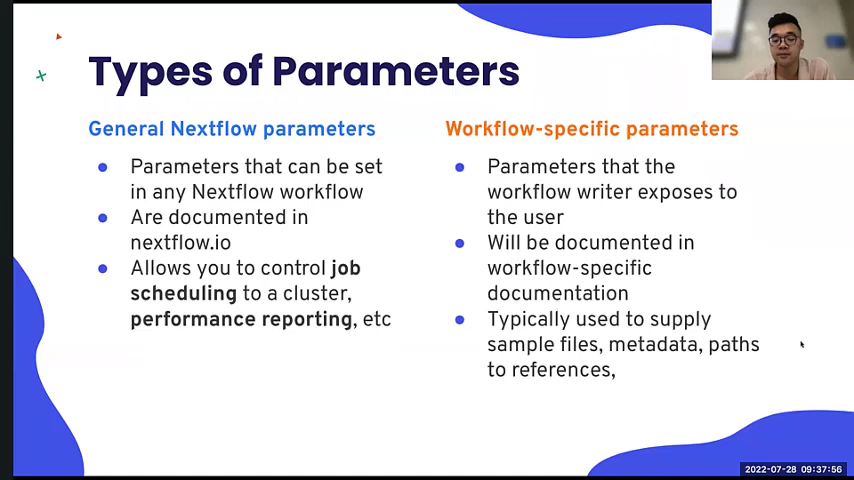 Types of Parameters
General Nextflow parameters
Parameters that can be set
in any Nextflow workflow
Are documented in
nextflow.io
Allows you to control job
scheduling to a cluster,
performance reporting, etc
Workflow-specific parameters
Parameters that the
workflow writer exposes to
the user
Will be documented in
workflow-specific
documentation
Typically used to supply
sample files, metadata, paths
to references,
2022-07-28 09:37:56